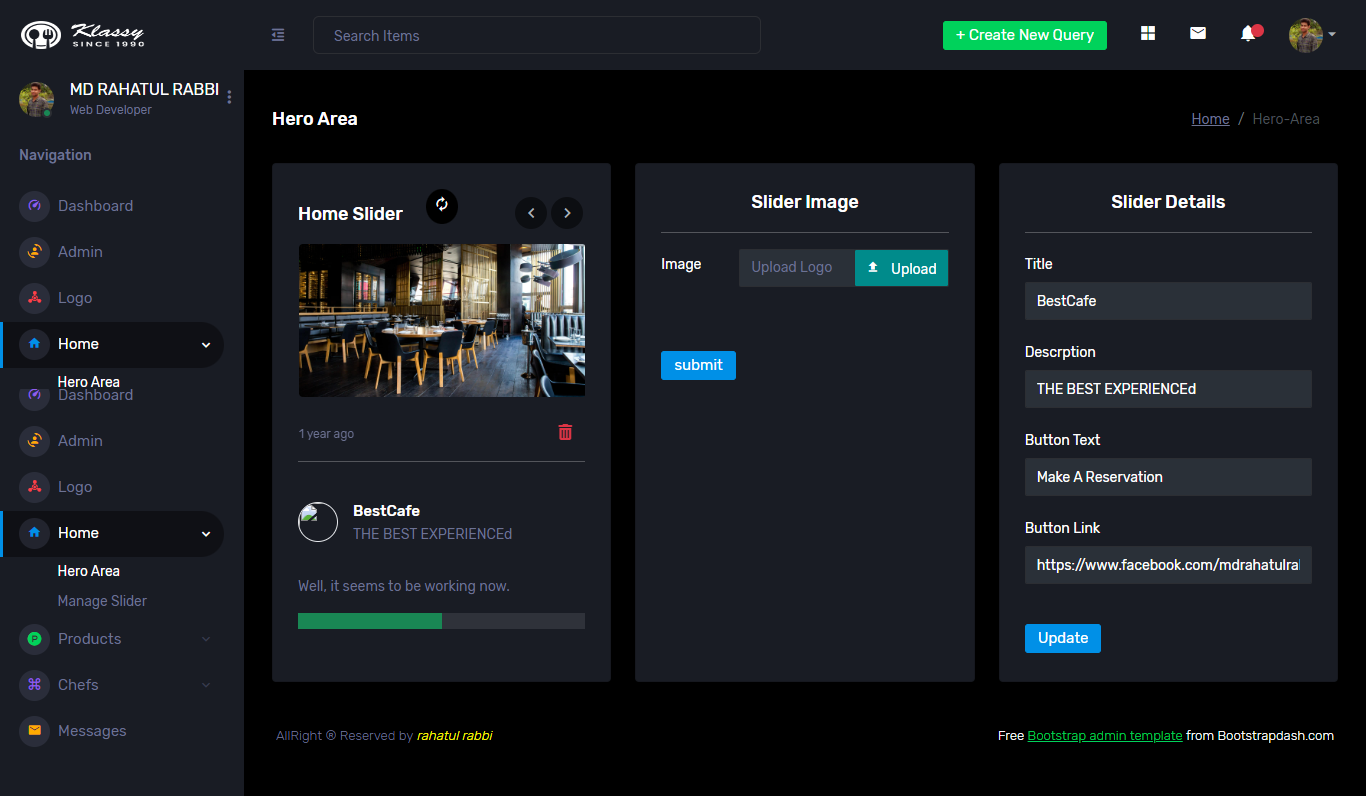 Klassy
SINCE 1990
Search Items
+ Create New Query
MD RAHATUL RABBI
Web Developer
Navigation
Dashboard
Admin
Logo
Home
Hero Area
Dashboard
Admin
Logo
Home
Hero Area
Manage Slider
Products
Chefs
Messages
Hero Area
Home / Hero-Area
Home Slider
1 year ago
BestCafe
THE BEST EXPERIENCEd
Well, it seems to be working now.
Slider Image
Image
Upload Logo
Upload
submit
Slider Details
Title
BestCafe
Descrption
THE BEST EXPERIENCEd
Button Text
Make A Reservation
Button Link
https://www.facebook.com/mdrahatulral
Update
AllRight ® Reserved by rahatul rabbi
Free Bootstrap admin template from Bootstrapdash.com